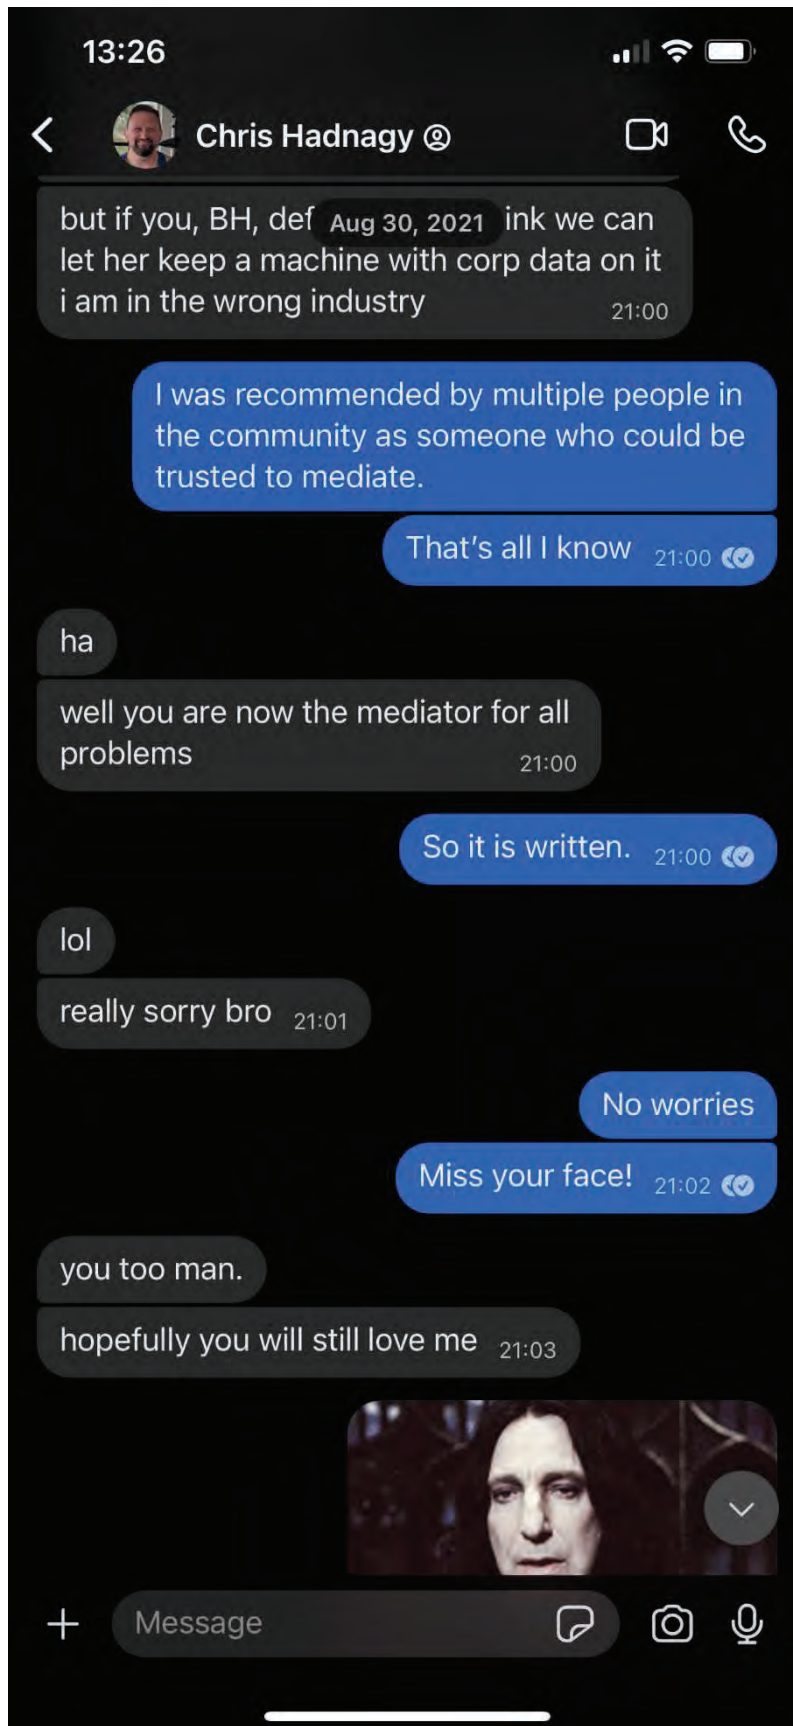 13:26
Chris Hadnagy
but if you, BH, def
Aug 30, 2021
ink we can
let her keep a machine with corp data on it
i am in the wrong industry
21:00
I was recommended by multiple people in
the community as someone who could be
trusted to mediate.
That's all I know 21:00
ha
well you are now the mediator for all
problems
21:00
So it is written. 21:00
lol
really sorry bro 21:01
No worries
Miss your face! 21:02
you too man.
hopefully you will still love me 21:03
Message